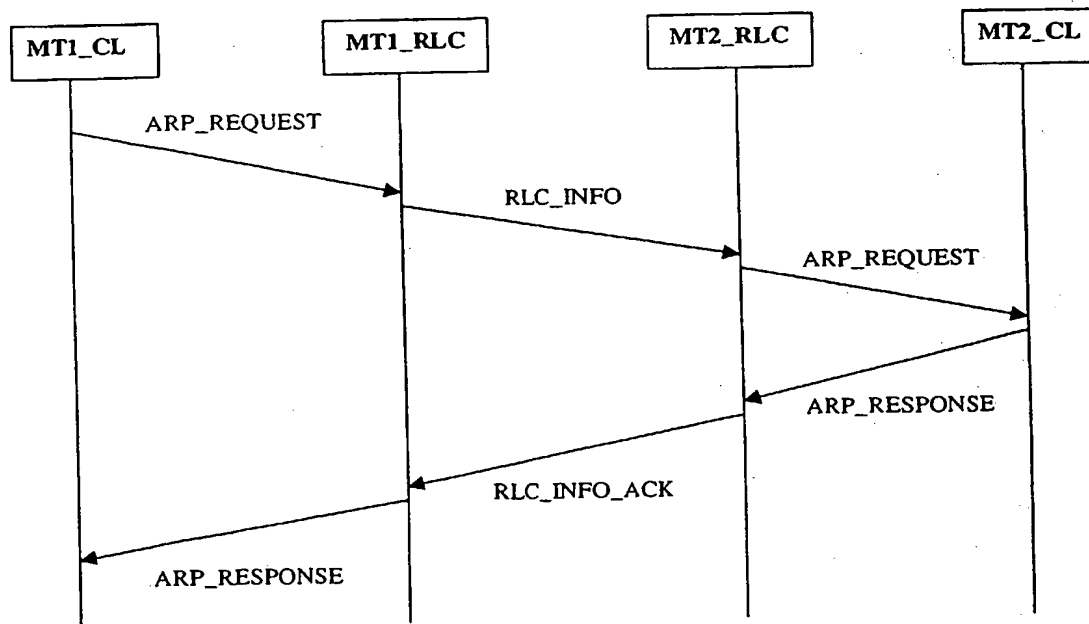 MT1_CL
MT1_RLC
MT2_RLC
MT2_CL
ARP_REQUEST
RLC_INFO
ARP_REQUEST
ARP_RESPONSE
RLC_INFO_ACK
ARP_RESPONSE